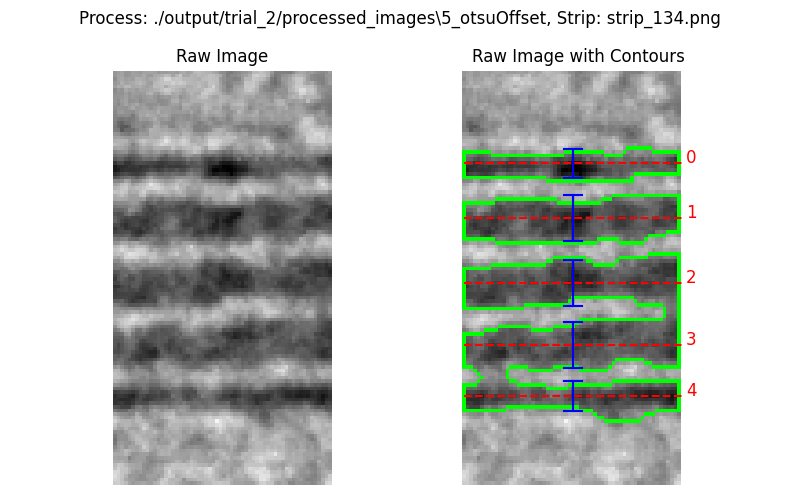 Process: ./output/trial_2/processed_images\5_otsuOffset, Strip: strip_134.png
Raw Image
Raw Image with Contours
0
1
2
3
4